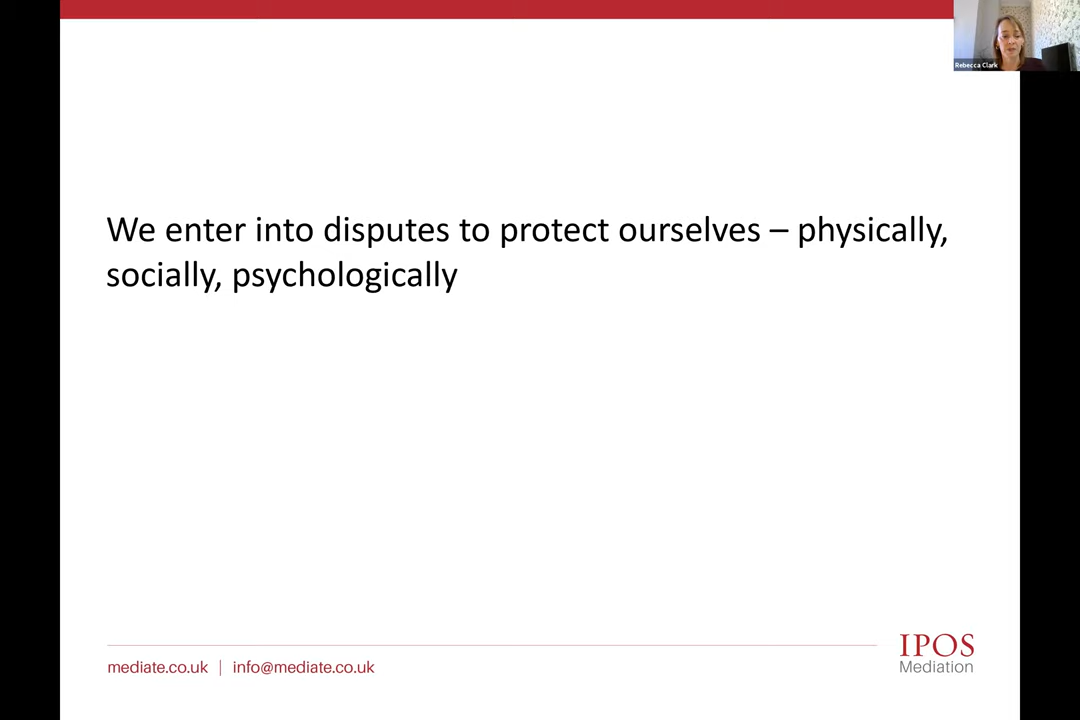 Rebecca Clark
We enter into disputes to protect ourselves – physically,
socially, psychologically
mediate.co.uk | info@mediate.co.uk
IPOS
Mediation